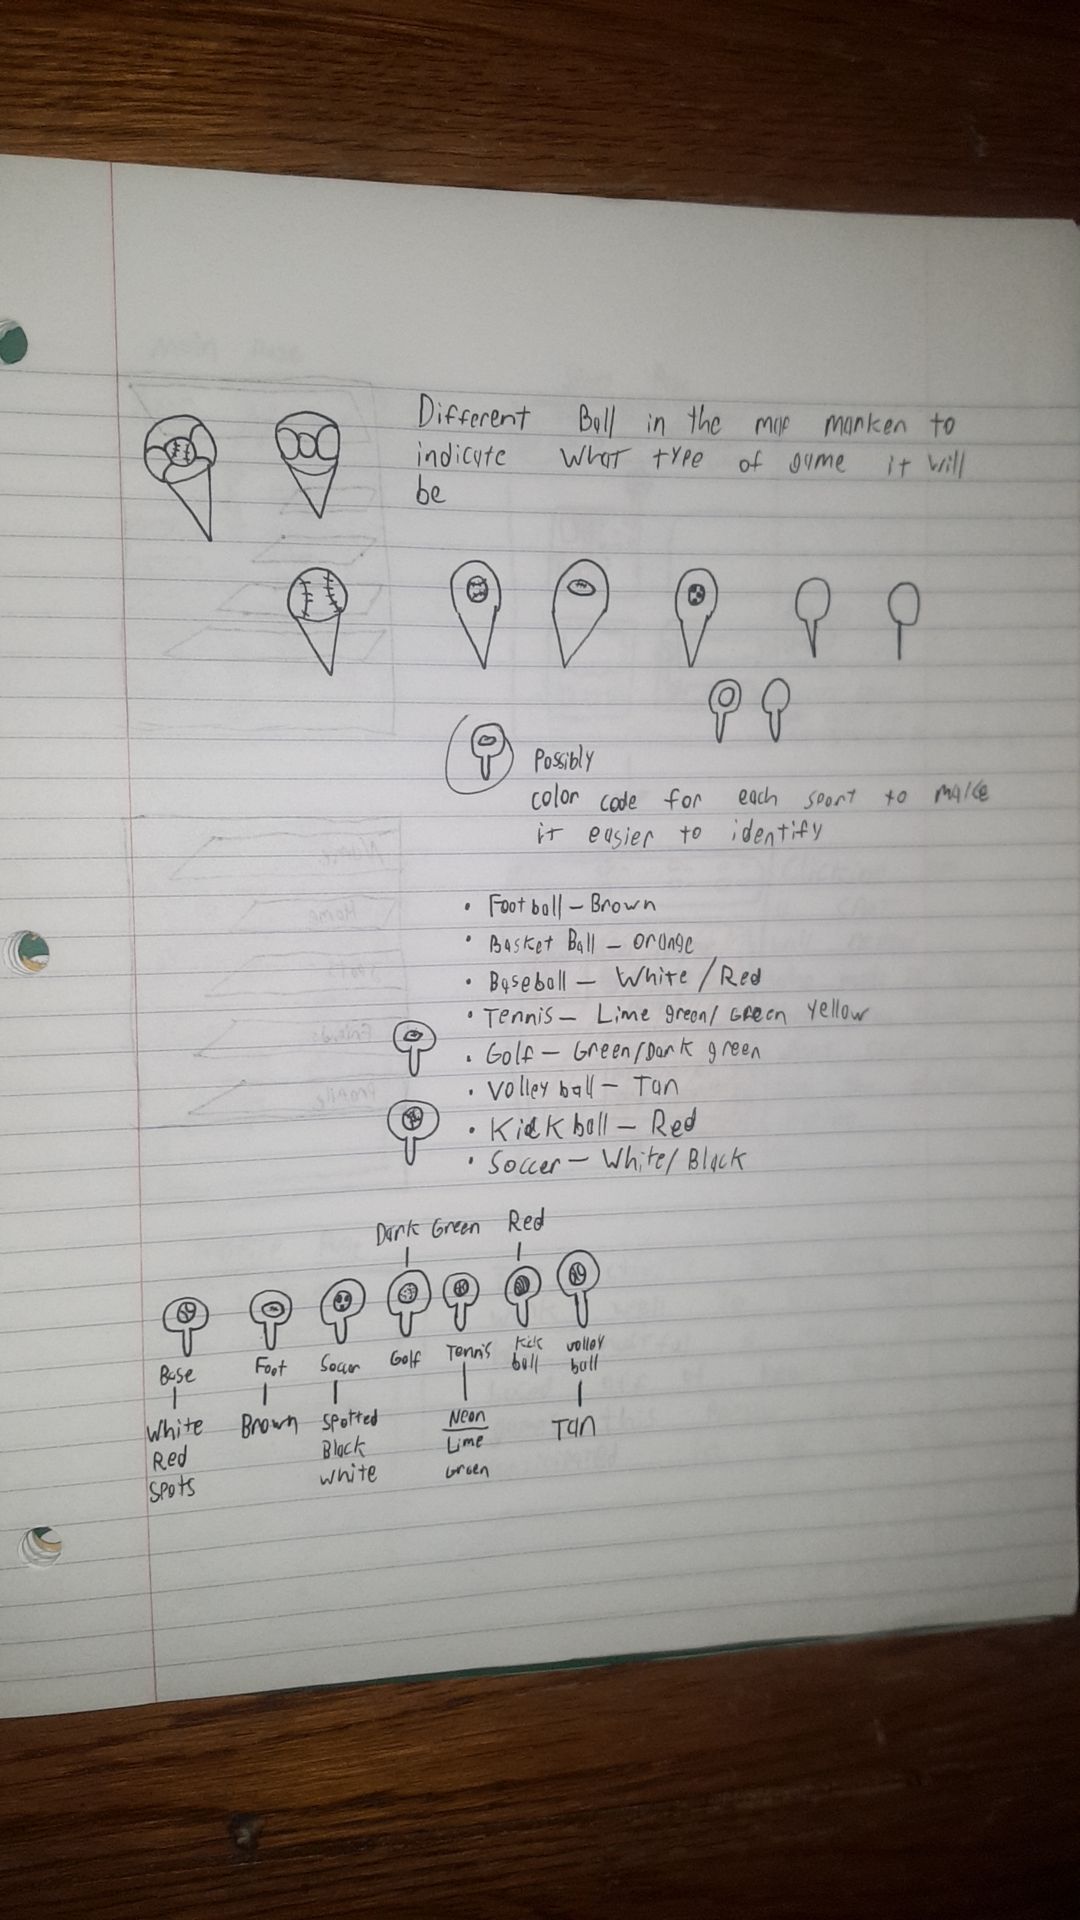 Different Ball in the map marker to
indicate what type of game it will
be
Possibly
color code for each sport to make
it easier to identify
• Football - Brown
• Basket Ball - orange
• Baseball - White / Red
• Tennis - Lime green / Green yellow
• Golf - Green / Dark green
• Volley ball - Tan
• Kick ball - Red
• Soccer - White / Black
Dark Green Red
Base Foot Soccer Golf Tennis Kick ball Volley ball
White Red Spots
Brown
Spotted Black White
Neon Lime Green
Tan